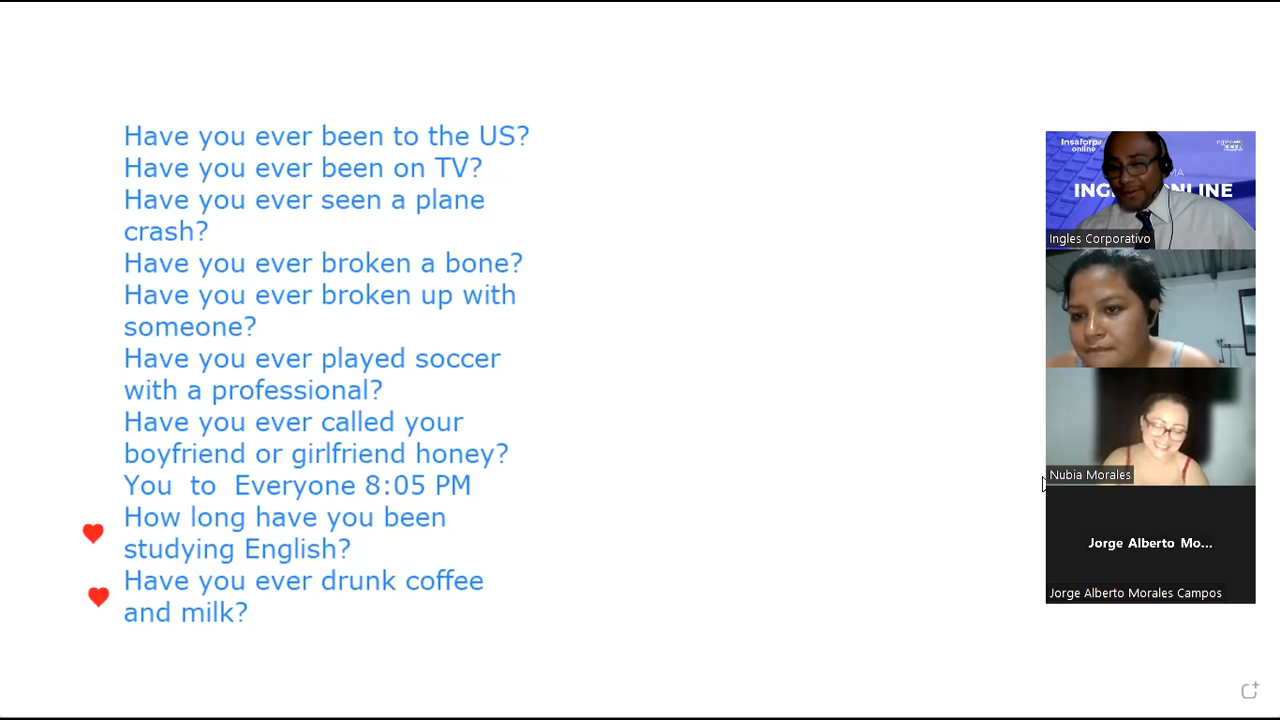 Have you ever been to the US?
Have you ever been on TV?
Have you ever seen a plane
crash?
Have you ever broken a bone?
Have you ever broken up with
someone?
Have you ever played soccer
with a professional?
Have you ever called your
boyfriend or girlfriend honey?
You to Everyone 8:05 PM
How long have you been
studying English?
Have you ever drunk coffee
and milk?
online
Ingles Corporativo
Nubia Morales
Jorge Alberto Mo...
Jorge Alberto Morales Campos